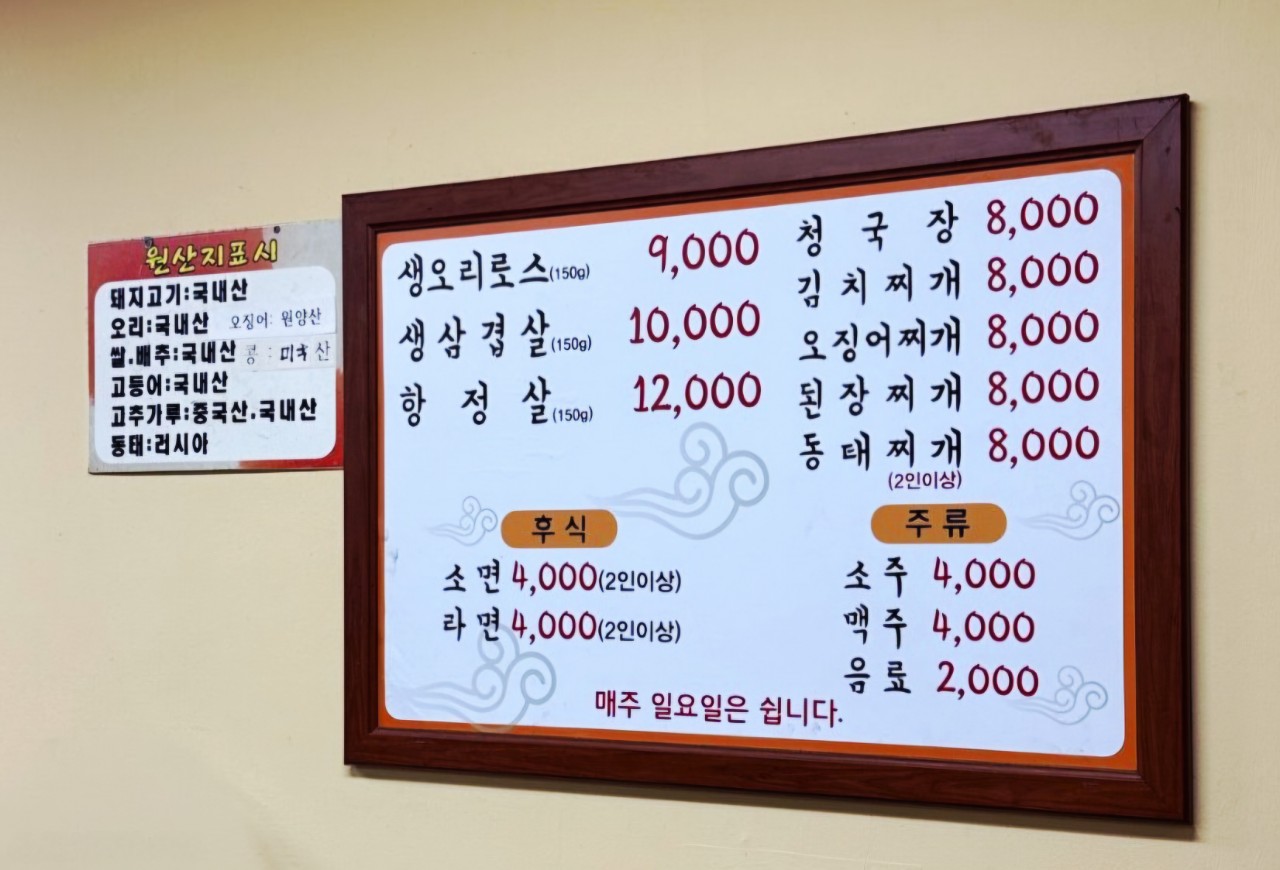 원산지표시
돼지고기:국내산
오리:국내산 오징어: 원양산
쌀.배추:국내산 콩 : 미국산
고등어:국내산
고추가루:중국산.국내산
동태:러시아
생오리로스(150g) 9,000
생삼겹살(150g) 10,000
항정살(150g) 12,000
청국장 8,000
김치찌개 8,000
오징어찌개 8,000
된장찌개 8,000
동태찌개 8,000
(2인이상)
후식
소면 4,000(2인이상)
라면 4,000(2인이상)
주류
소주 4,000
맥주 4,000
음료 2,000
매주 일요일은 쉽니다.